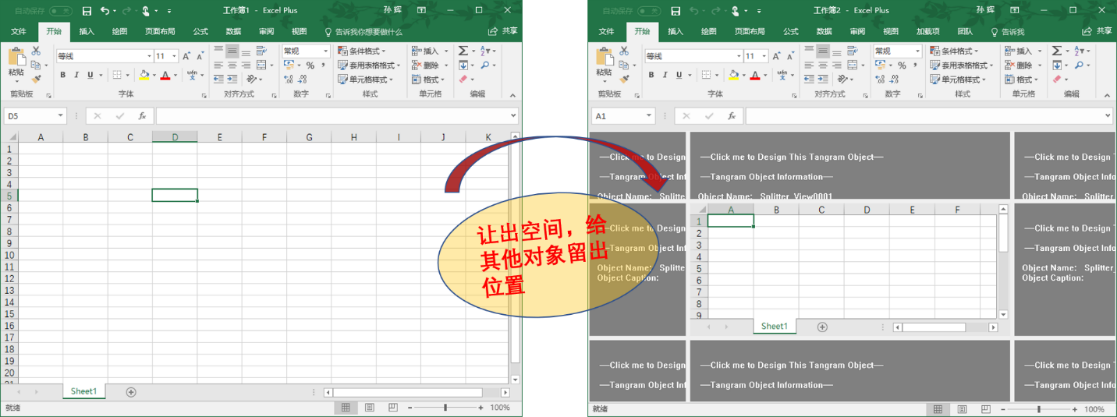 自动保存
工作簿1 - Excel Plus
孙 辉
文件 开始 插入 绘图 页面布局 公式 数据 审阅 视图 告诉我你想要做什么 共享
等线 11 常规 条件格式 插入
粘贴 B I U 套用表格格式 删除
单元格样式 格式
剪贴板 字体 对齐方式 数字 样式 单元格 编辑
D5 fx
A B C D E F G H I J K
1
2
3
4
5
6
7
8
9
10
11
12
13
14
15
16
17
18
19
20
21
Sheet1
就绪 100%
让出空间，给
其他对象留出
位置
自动保存
工作簿2 - Excel Plus
孙 辉
文件 开始 插入 绘图 页面布局 公式 数据 审阅 视图 加载项 团队 告诉我 共享
等线 11 常规 条件格式 插入
粘贴 B I U 套用表格格式 删除
单元格样式 格式
剪贴板 字体 对齐方式 数字 样式 单元格 编辑
A1 fx
—Click me to Design —Click me to Design This Tangram Object— —Click me to Design
—Tangram Object Inf —Tangram Object Information— —Tangram Object Inf
Object Name: Splitte Object Name: Splitter_View0001 Object Name: Splitter
A B C D E F
1
2
3
4
5
6
7
8
9
—Click me to Design
—Tangram Object Inf
Object Name: Splitte
Object Caption:
—Click me to Design
—Tangram Object Inf
Object Name: Splitter_
Object Caption:
Sheet1
—Click me to Design —Click me to Design This Tangram Object— —Click me to Design
—Tangram Object Inf —Tangram Object Information— —Tangram Object Inf
就绪 100%